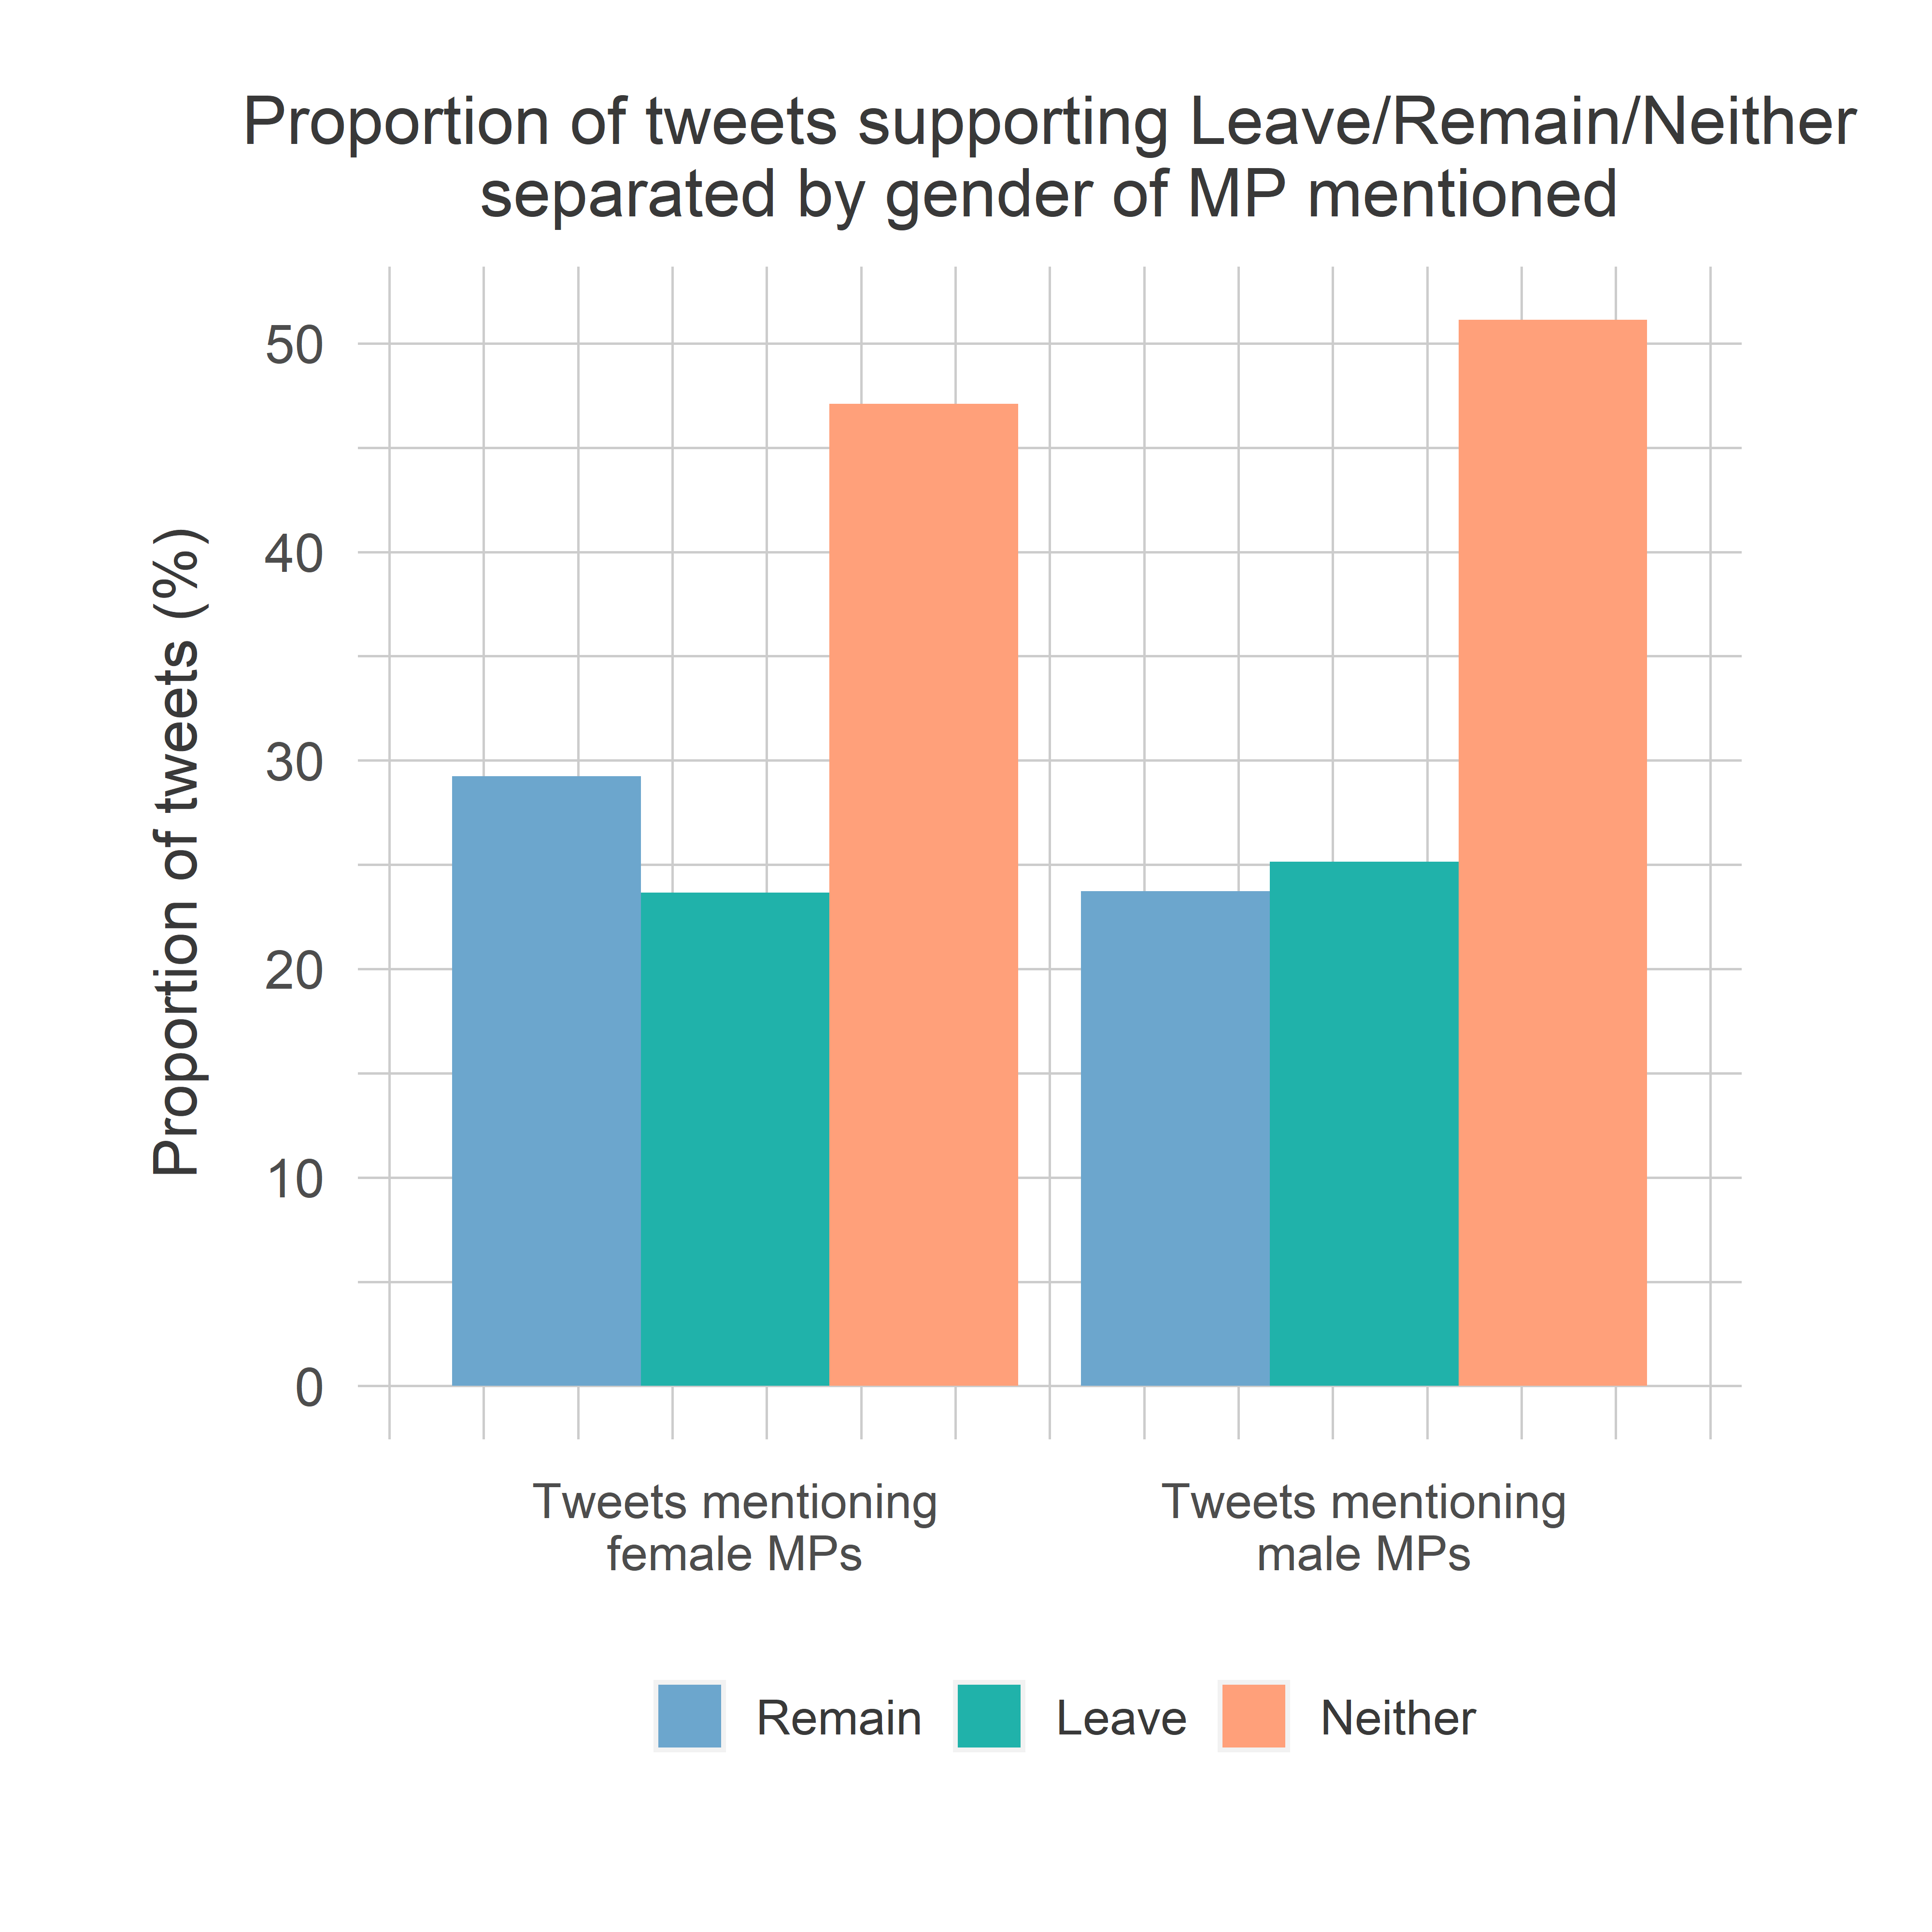 Proportion of tweets supporting Leave/Remain/Neither
separated by gender of MP mentioned
Proportion of tweets (%)
50
40
30
20
10
0
Tweets mentioning
female MPs
Tweets mentioning
male MPs
Remain
Leave
Neither